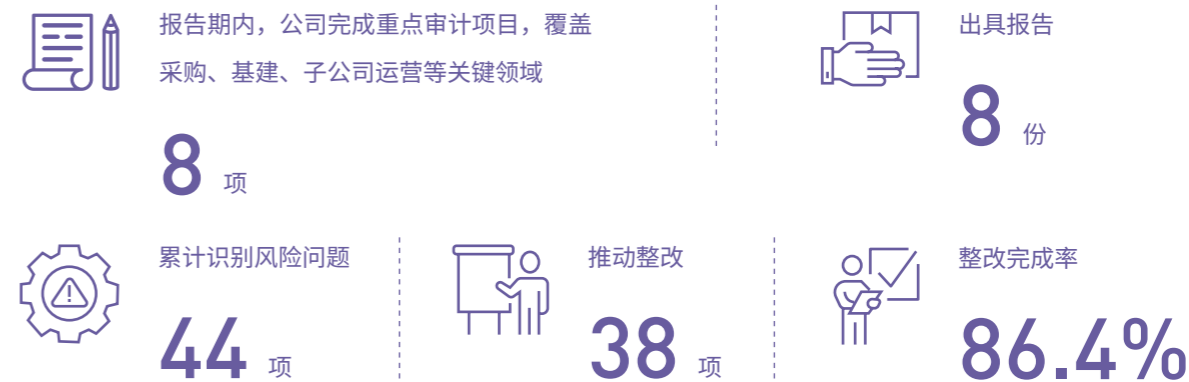 报告期内，公司完成重点审计项目，覆盖
采购、基建、子公司运营等关键领域
8 项
出具报告
8 份
累计识别风险问题
44 项
推动整改
38 项
整改完成率
86.4%